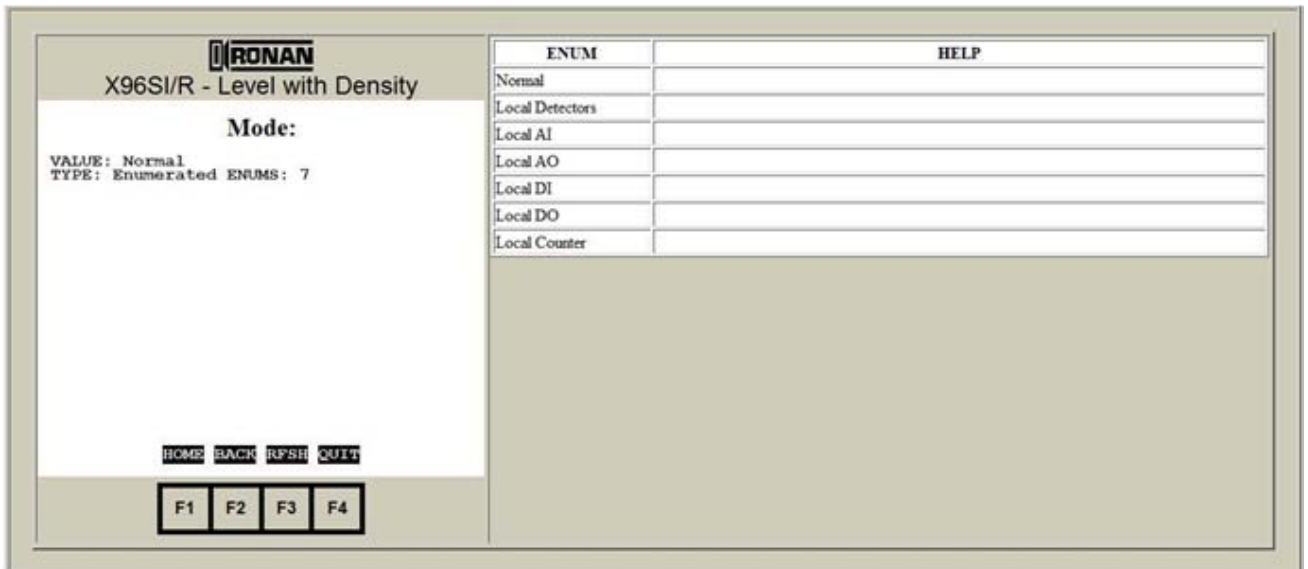 RONAN
X96SI/R - Level with Density
Mode:
VALUE: Normal
TYPE: Enumerated ENUMS: 7
HOME BACK RFSH QUIT
F1 F2 F3 F4
ENUM HELP
Normal
Local Detectors
Local AI
Local AO
Local DI
Local DO
Local Counter